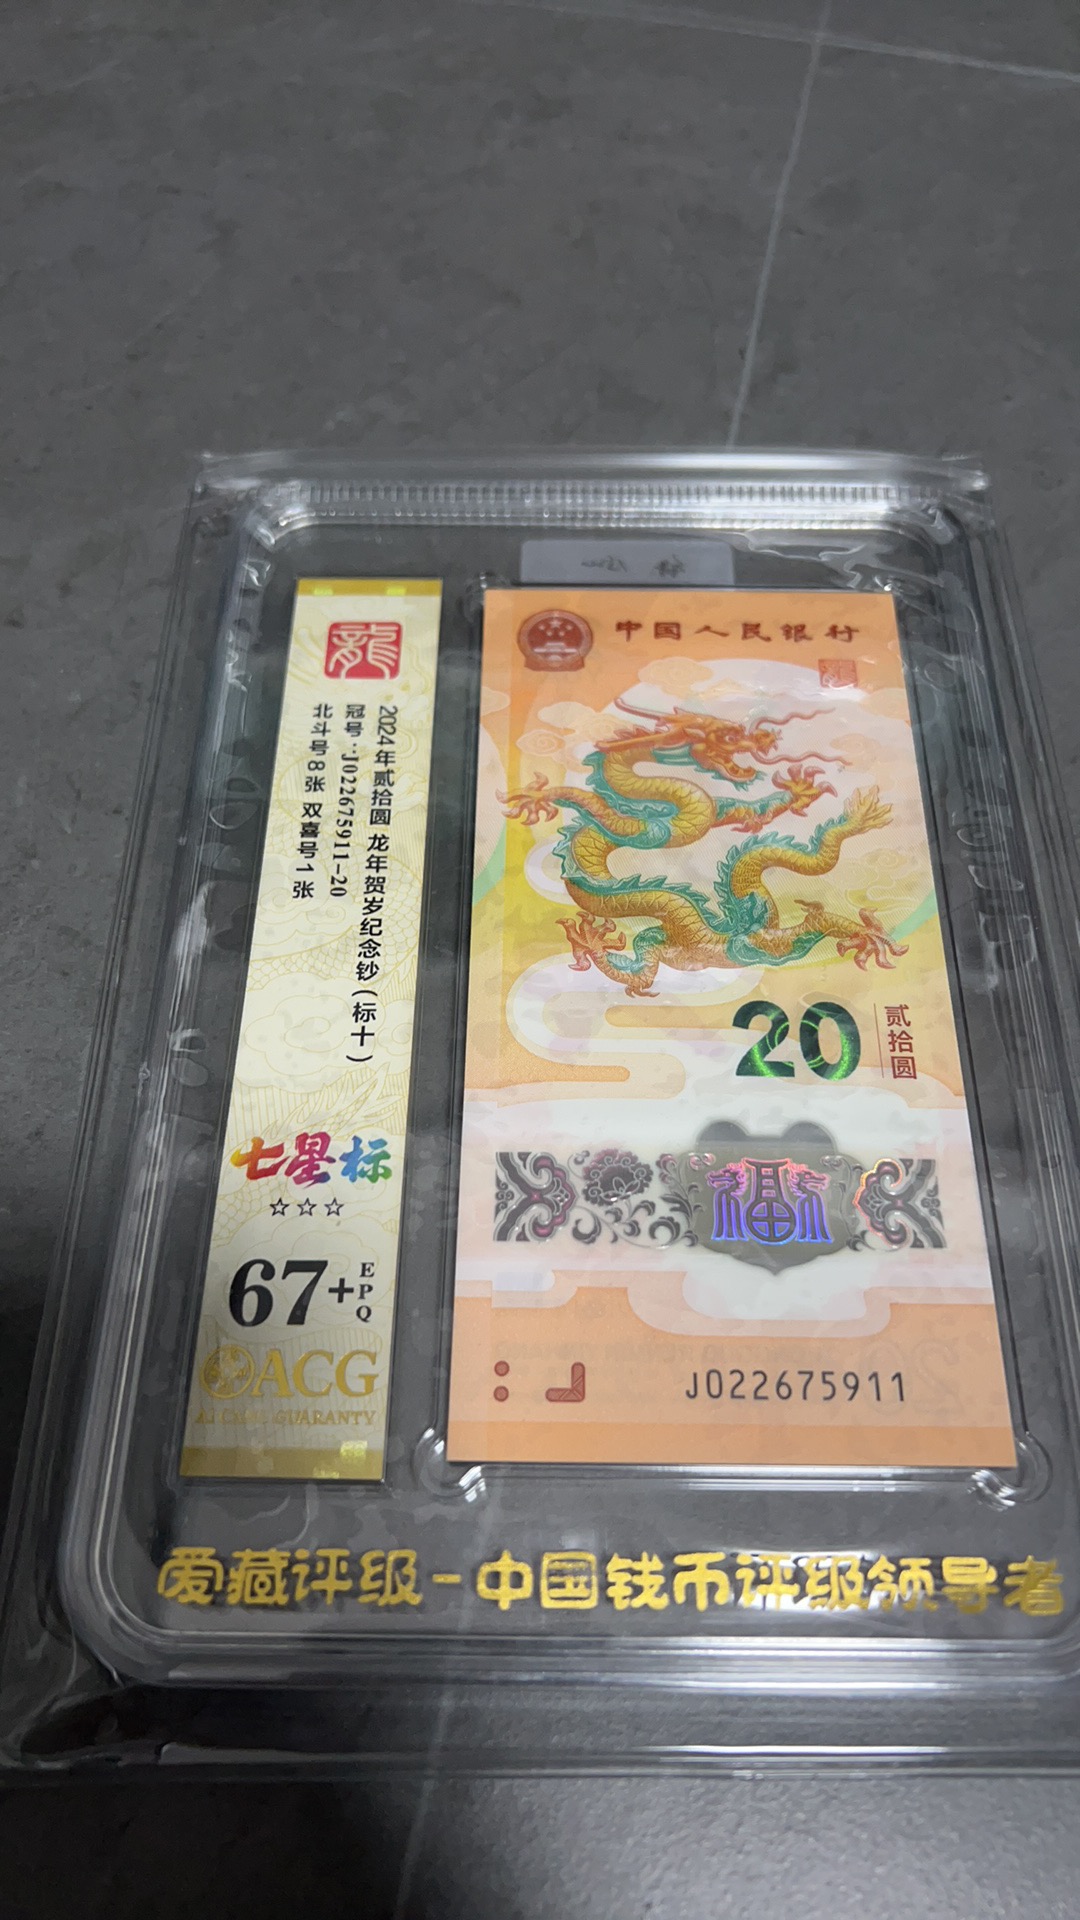 龍
2024年贰拾圆 龙年贺岁纪念钞(标十)
冠号:J022675911-20
北斗号8张 双喜号1张
七星标
☆☆☆
67+EPQ
ACG
中国人民银行
20
贰拾圆
福
J022675911
爱藏评级-中国钱币评级领导者